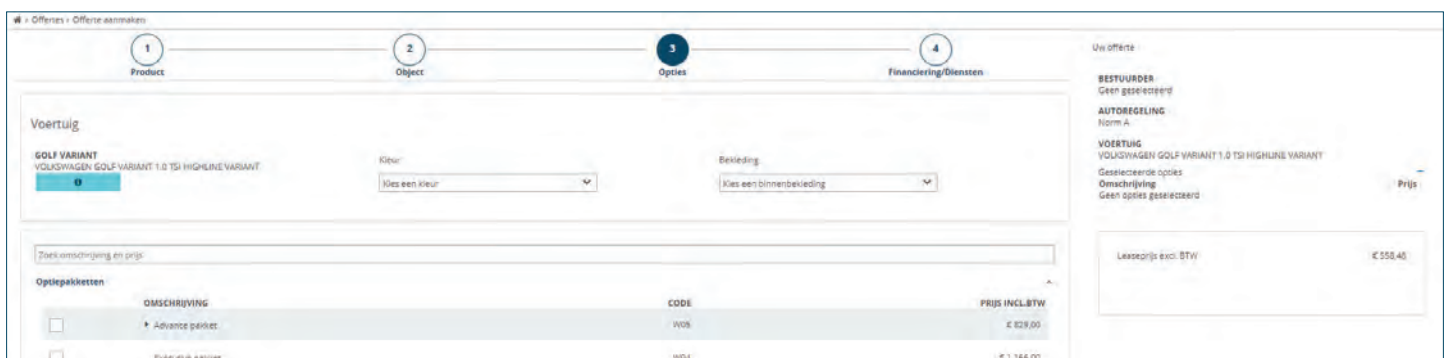 > Offertes > Offerte aanmaken
1
2
3
4
Product
Object
Opties
Financiering/Diensten
Voertuig
GOLF VARIANT
VOLKSWAGEN GOLF VARIANT 1.0 TSI HIGHLINE VARIANT
Kleur
Kies een kleur
Bekleding
Kies een binnenbekleding
Zoek omschrijving en prijs
Optiepakketten
OMSCHRIJVING CODE PRIJS INCL.BTW
Advance pakket W05 € 829,00
pakket W04
Uw offerte
BESTUURDER
Geen geselecteerd
AUTOREGELING
Norm A
VOERTUIG
VOLKSWAGEN GOLF VARIANT 1.0 TSI HIGHLINE VARIANT
Geselecteerde opties
Omschrijving Prijs
Geen opties geselecteerd
Leaseprijs excl. BTW € 558,46